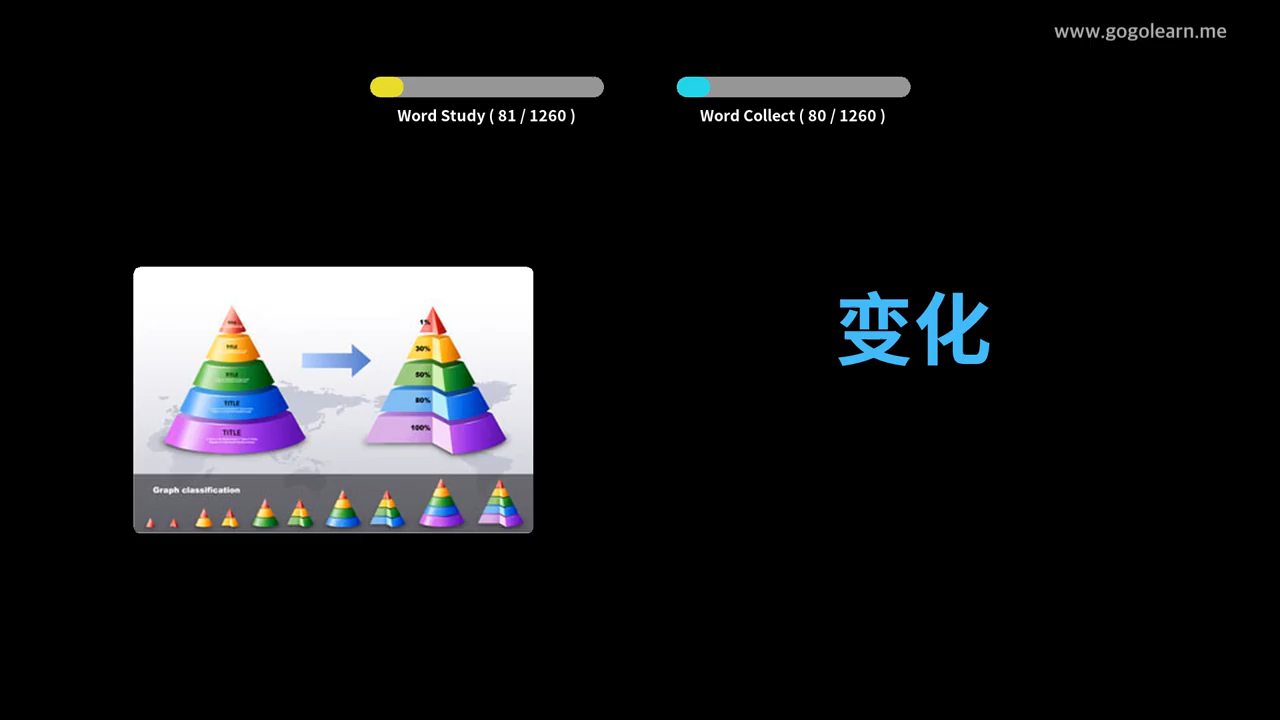 www.gogolearn.me
Word Study ( 81 / 1260 )
Word Collect ( 80 / 1260 )
变化
TITLE
TITLE
TITLE
TITLE
1%
30%
50%
80%
100%
Graph classification